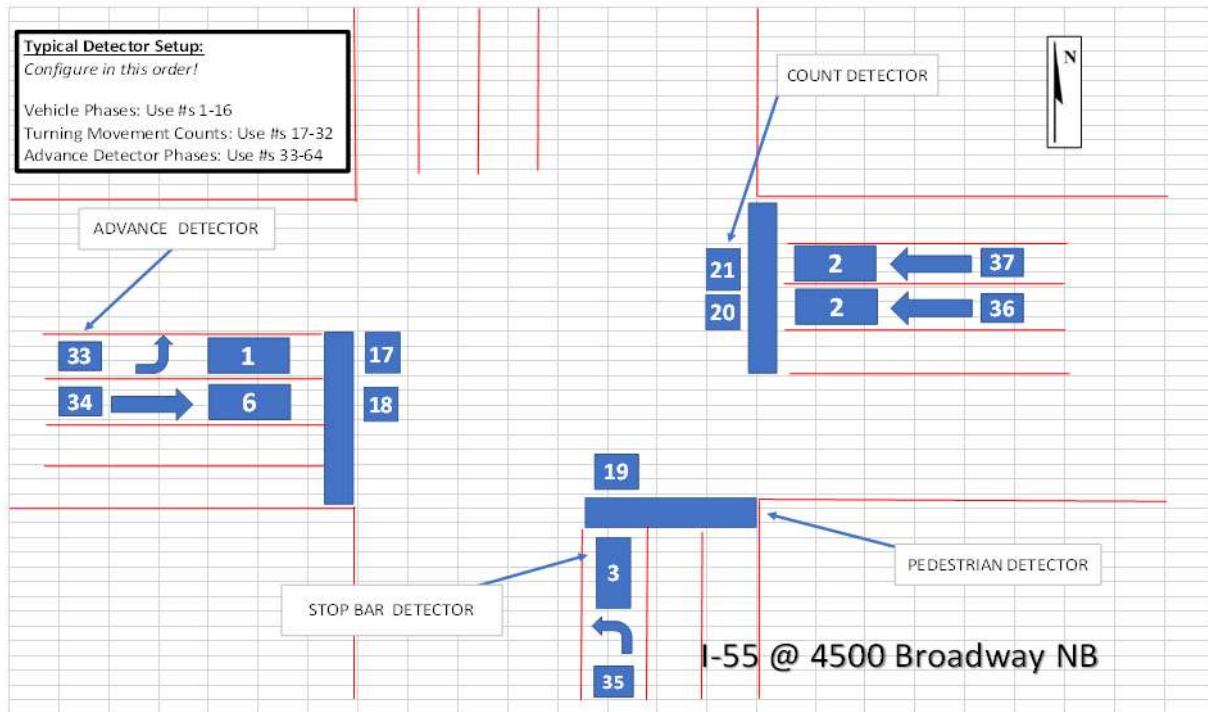 Typical Detector Setup:
Configure in this order!
Vehicle Phases: Use #s 1-16
Turning Movement Counts: Use #s 17-32
Advance Detector Phases: Use #s 33-64
COUNT DETECTOR
N
ADVANCE DETECTOR
21
2
37
20
2
36
33
1
17
34
6
18
19
3
STOP BAR DETECTOR
PEDESTRIAN DETECTOR
35
I-55 @ 4500 Broadway NB